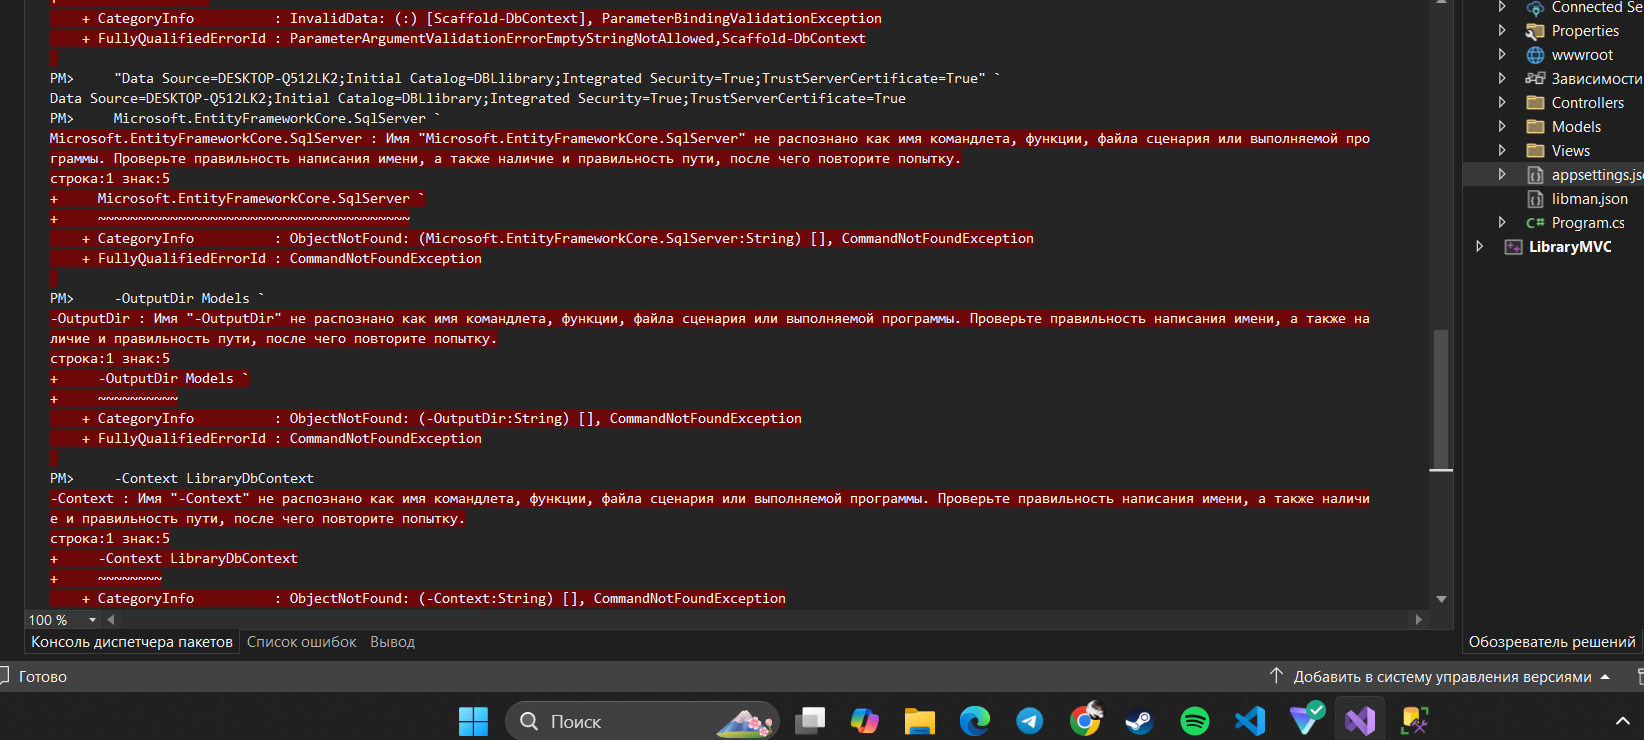 + CategoryInfo          : InvalidData: (:) [Scaffold-DbContext], ParameterBindingValidationException
+ FullyQualifiedErrorId : ParameterArgumentValidationErrorEmptyStringNotAllowed,Scaffold-DbContext
PM>     "Data Source=DESKTOP-Q512LK2;Initial Catalog=DBLlibrary;Integrated Security=True;TrustServerCertificate=True" `
Data Source=DESKTOP-Q512LK2;Initial Catalog=DBLlibrary;Integrated Security=True;TrustServerCertificate=True
PM>     Microsoft.EntityFrameworkCore.SqlServer `
Microsoft.EntityFrameworkCore.SqlServer : Имя "Microsoft.EntityFrameworkCore.SqlServer" не распознано как имя командлета, функции, файла сценария или выполняемой про
граммы. Проверьте правильность написания имени, а также наличие и правильность пути, после чего повторите попытку.
строка:1 знак:5
+     Microsoft.EntityFrameworkCore.SqlServer `
+     ~~~~~~~~~~~~~~~~~~~~~~~~~~~~~~~~~~~~~~~
+ CategoryInfo          : ObjectNotFound: (Microsoft.EntityFrameworkCore.SqlServer:String) [], CommandNotFoundException
+ FullyQualifiedErrorId : CommandNotFoundException
PM>     -OutputDir Models `
-OutputDir : Имя "-OutputDir" не распознано как имя командлета, функции, файла сценария или выполняемой программы. Проверьте правильность написания имени, а также на
личие и правильность пути, после чего повторите попытку.
строка:1 знак:5
+     -OutputDir Models `
+     ~~~~~~~~~~
+ CategoryInfo          : ObjectNotFound: (-OutputDir:String) [], CommandNotFoundException
+ FullyQualifiedErrorId : CommandNotFoundException
PM>     -Context LibraryDbContext
-Context : Имя "-Context" не распознано как имя командлета, функции, файла сценария или выполняемой программы. Проверьте правильность написания имени, а также наличи
е и правильность пути, после чего повторите попытку.
строка:1 знак:5
+     -Context LibraryDbContext
+     ~~~~~~~~
+ CategoryInfo          : ObjectNotFound: (-Context:String) [], CommandNotFoundException
100 %
Консоль диспетчера пакетов Список ошибок Вывод
Connected Se
Properties
wwwroot
Зависимости
Controllers
Models
Views
appsettings.js
libman.json
C# Program.cs
LibraryMVC
Обозреватель решений
Готово
Добавить в систему управления версиями
Поиск